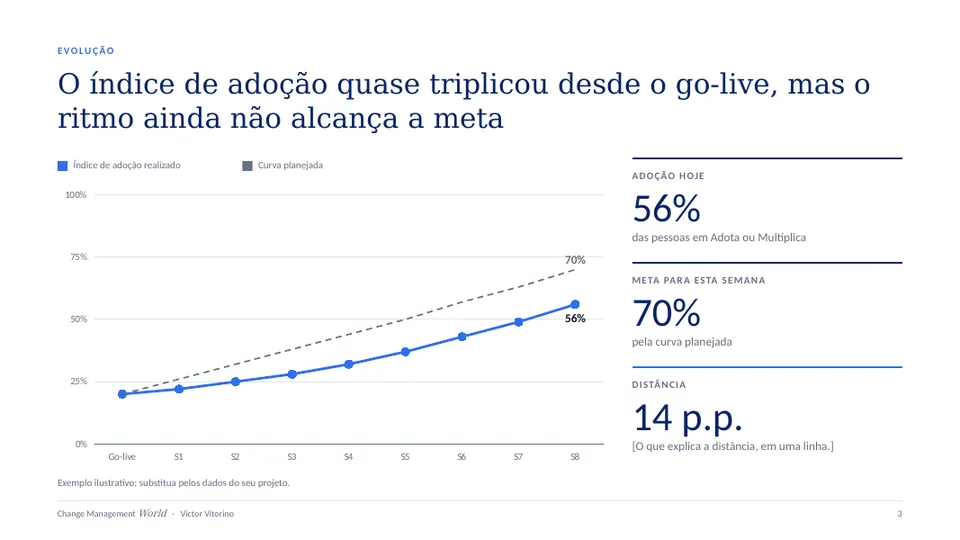 EVOLUÇÃO
O índice de adoção quase triplicou desde o go-live, mas o
ritmo ainda não alcança a meta
Índice de adoção realizado
Curva planejada
100%
75%
50%
25%
0%
70%
56%
Go-live S1 S2 S3 S4 S5 S6 S7 S8
Exemplo ilustrativo: substitua pelos dados do seu projeto.
ADOÇÃO HOJE
56%
das pessoas em Adota ou Multiplica
META PARA ESTA SEMANA
70%
pela curva planejada
DISTÂNCIA
14 p.p.
[O que explica a distância, em uma linha.]
Change Management World · Victor Vitorino
3